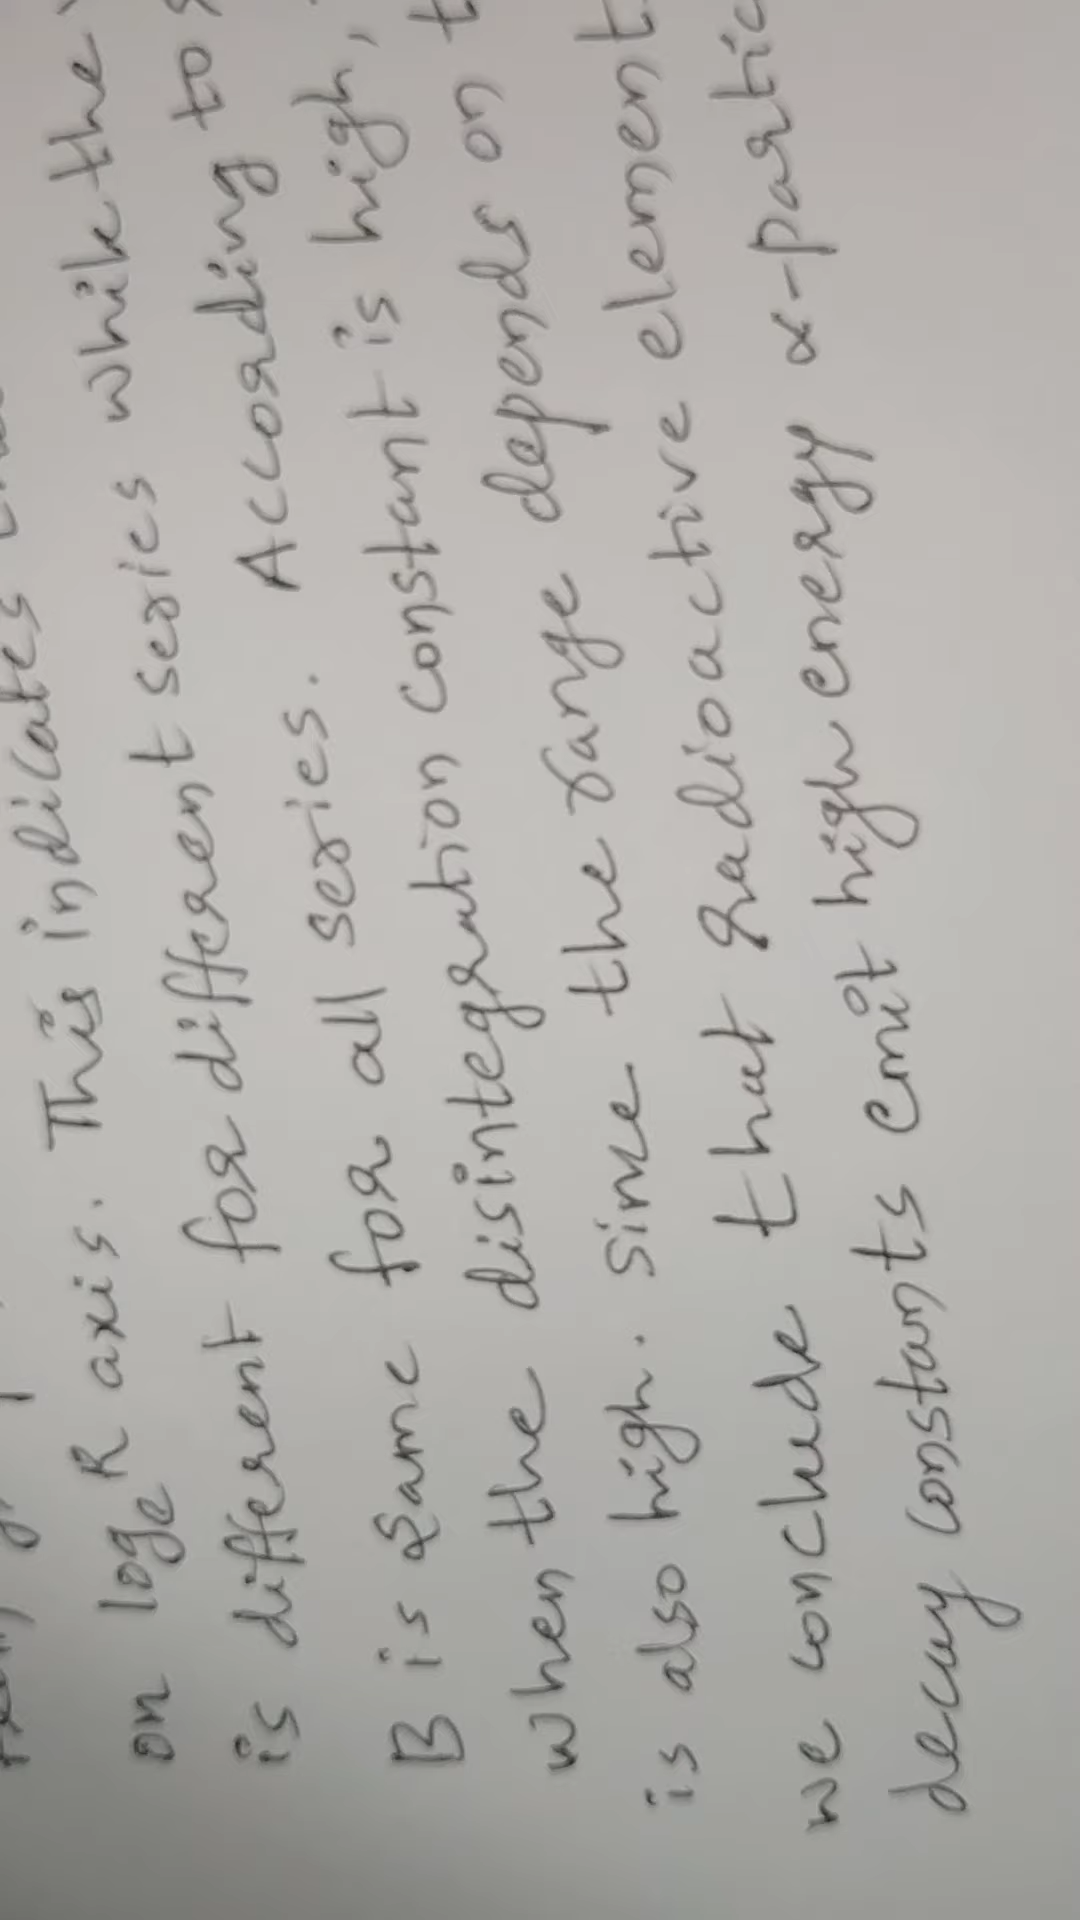 on loge R axis. This indicates
is different for different series while the
B is same for all series. According to
when the disintegration constant is high,
is also high. Since the range depends on
we conclude that radioactive element
decay constants emit high energy α-partic